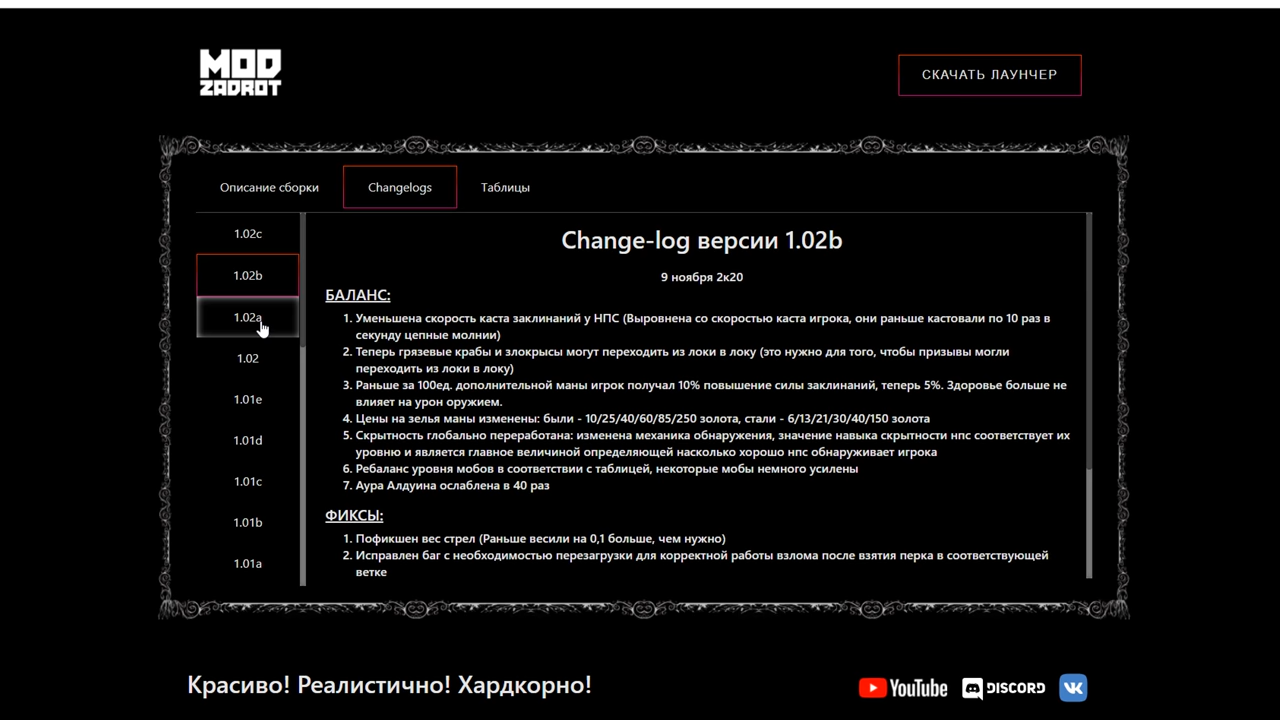 MOD
ZADROT
СКАЧАТЬ ЛАУНЧЕР
Описание сборки
Changelogs
Таблицы
1.02c
1.02b
1.02a
1.02
1.01e
1.01d
1.01c
1.01b
1.01a
Change-log версии 1.02b
9 ноября 2к20
БАЛАНС:
1. Уменьшена скорость каста заклинаний у НПС (Выровнена со скоростью каста игрока, они раньше кастовали по 10 раз в
секунду цепные молнии)
2. Теперь грязевые крабы и злокрысы могут переходить из локи в локу (это нужно для того, чтобы призывы могли
переходить из локи в локу)
3. Раньше за 100ед. дополнительной маны игрок получал 10% повышение силы заклинаний, теперь 5%. Здоровье больше не
влияет на урон оружием.
4. Цены на зелья маны изменены: были - 10/25/40/60/85/250 золота, стали - 6/13/21/30/40/150 золота
5. Скрытность глобально переработана: изменена механика обнаружения, значение навыка скрытности нпс соответствует их
уровню и является главное величиной определяющей насколько хорошо нпс обнаруживает игрока
6. Ребаланс уровня мобов в соответствии с таблицей, некоторые мобы немного усилены
7. Аура Алдуина ослаблена в 40 раз
ФИКСЫ:
1. Пофикшен вес стрел (Раньше весили на 0,1 больше, чем нужно)
2. Исправлен баг с необходимостью перезагрузки для корректной работы взлома после взятия перка в соответствующей
ветке
Красиво! Реалистично! Хардкорно!
YouTube
DISCORD